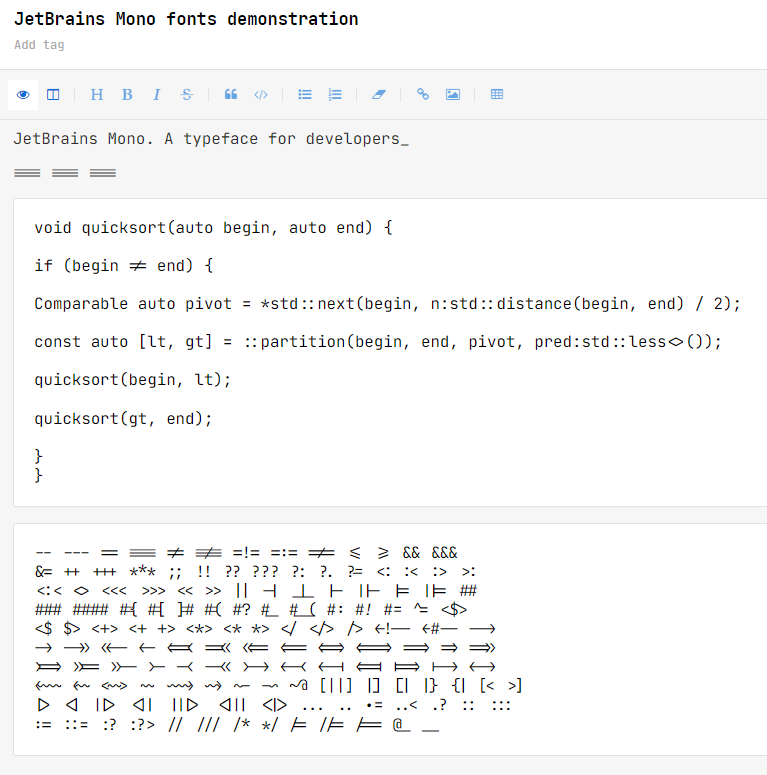 JetBrains Mono fonts demonstration
Add tag
H B I S
JetBrains Mono. A typeface for developers_
=== === ===
void quicksort(auto begin, auto end) {
if (begin != end) {
Comparable auto pivot = *std::next(begin, n:std::distance(begin, end) / 2);
const auto [lt, gt] = ::partition(begin, end, pivot, pred:std::less<>());
quicksort(begin, lt);
quicksort(gt, end);
}
}
-- --- == === != !== =!= =:= =/= <= >= && &&&
&= ++ +++ *** ;; !! ?? ??? ?: ?. ?= <: :< :> >:
<:< <> <<< >>> << >> || -| _|_ |- ||- |= ||= ##
### #### #{ #[ ]# #( #? #_ #_( #: #! #= ^= <$>
<$ $> <+> <+ +> <*> <* *> </ </> /> <!-- <#-- -->
-> ->> <<- <- <=< =<< <<= <== <=> <==> ==> => =>>
>=> >>= >>- >- -< -<< >-> <-< <-| <=| |=> |-> <->
<~~ <~ <~> ~~ ~~> ~> ~- -~ ~@ [||] |] [| |} {| [< >]
|> <| ||> <|| |||> <||| <|> ... .. .= ..< .? :: :::
:= ::= :? :?> // /// /* */ /= //= /== @_ __